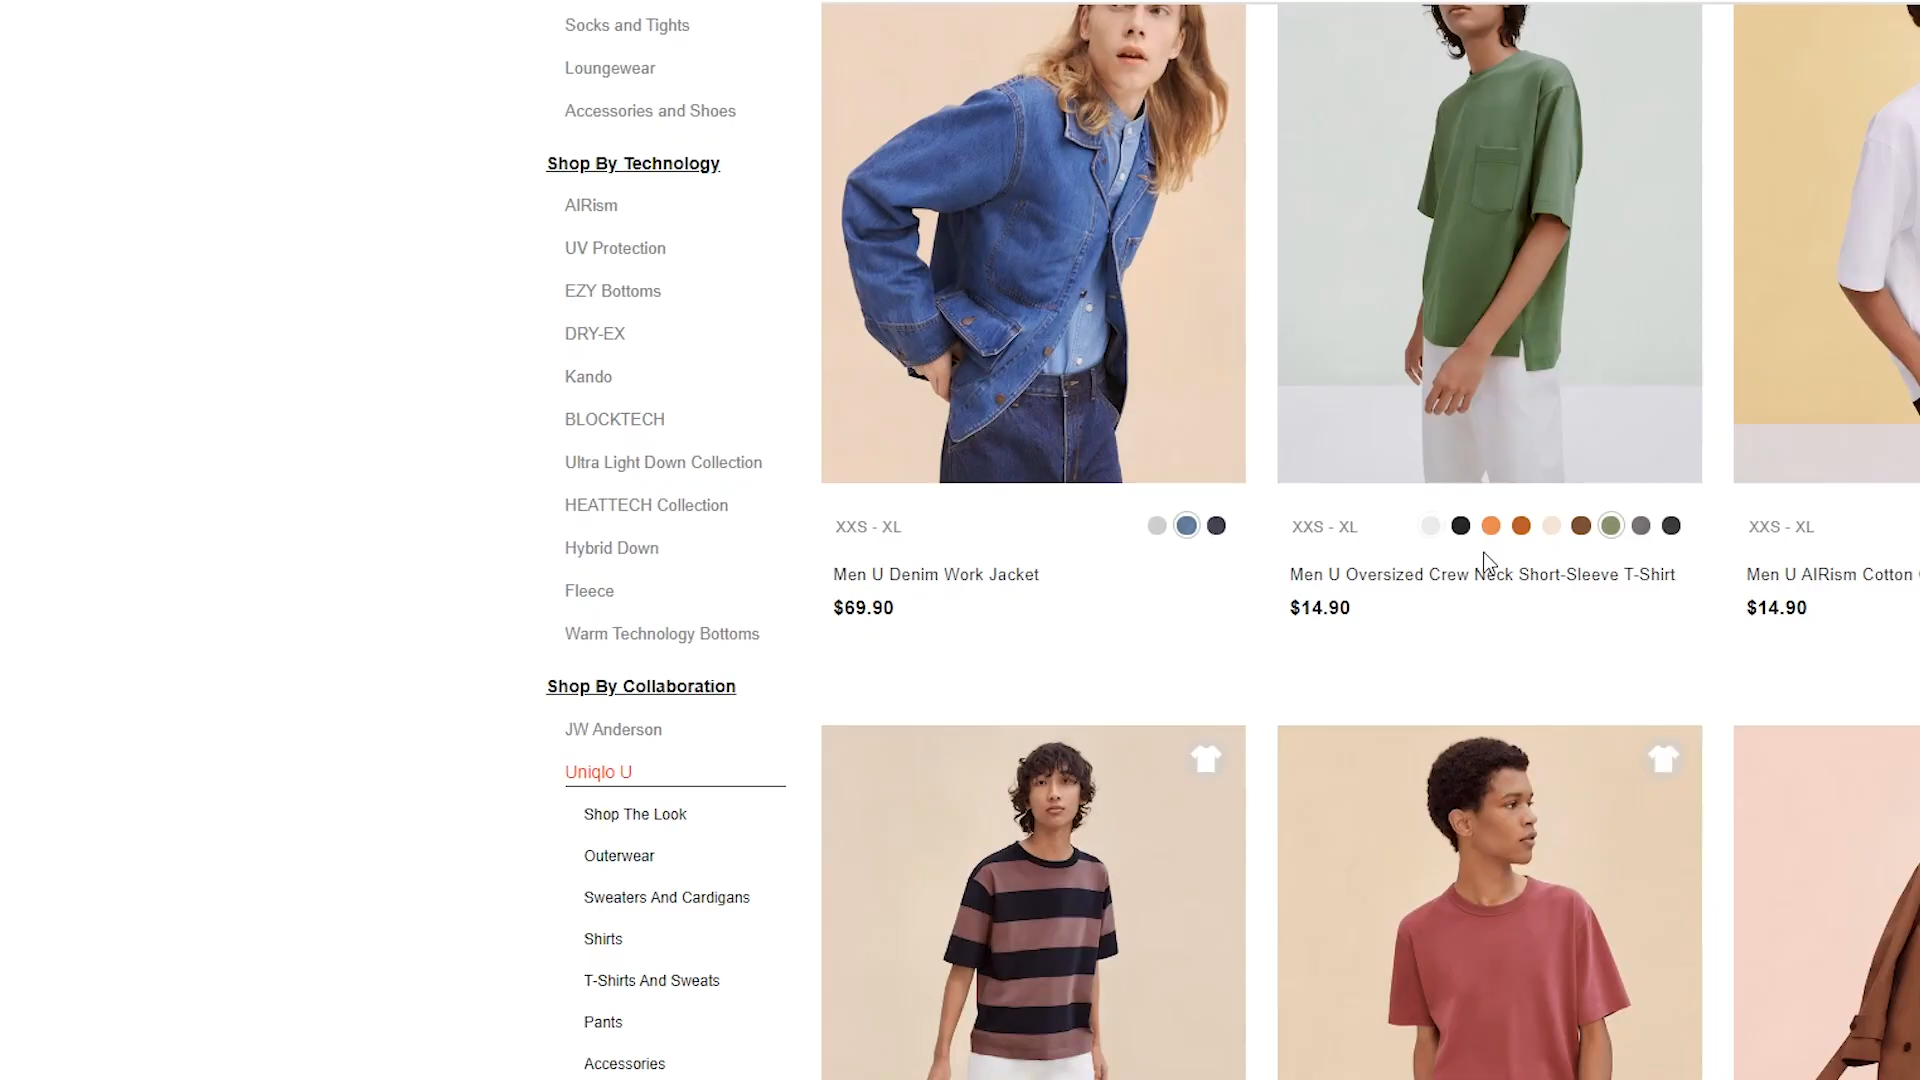 Socks and Tights
Loungewear
Accessories and Shoes
Shop By Technology
AIRism
UV Protection
EZY Bottoms
DRY-EX
Kando
BLOCKTECH
Ultra Light Down Collection
HEATTECH Collection
Hybrid Down
Fleece
Warm Technology Bottoms
Shop By Collaboration
JW Anderson
Uniqlo U
Shop The Look
Outerwear
Sweaters And Cardigans
Shirts
T-Shirts And Sweats
Pants
Accessories
XXS - XL
Men U Denim Work Jacket
$69.90
XXS - XL
Men U Oversized Crew Neck Short-Sleeve T-Shirt
$14.90
XXS - XL
Men U AIRism Cotton
$14.90